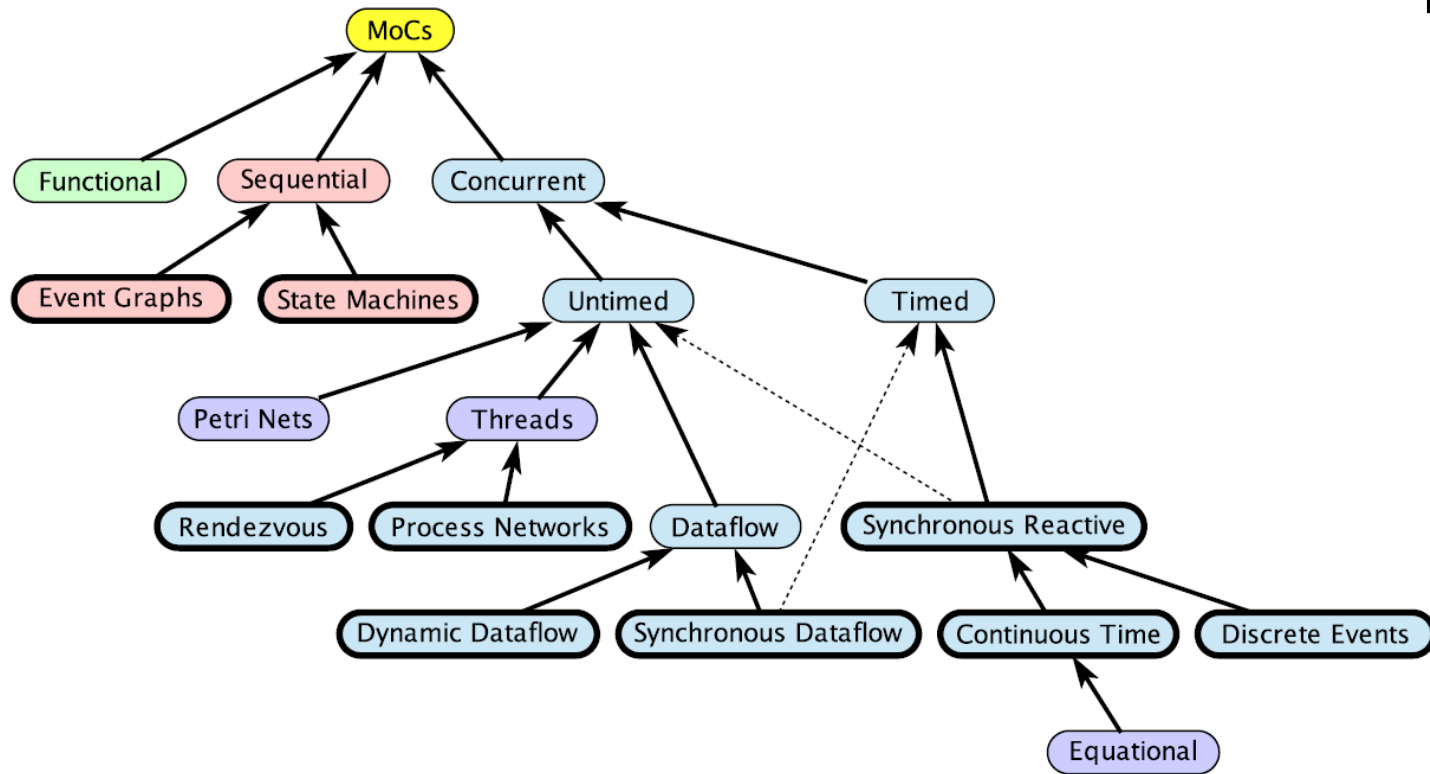 MoCs
Functional
Sequential
Concurrent
Event Graphs
State Machines
Untimed
Timed
Petri Nets
Threads
Rendezvous
Process Networks
Dataflow
Synchronous Reactive
Dynamic Dataflow
Synchronous Dataflow
Continuous Time
Discrete Events
Equational